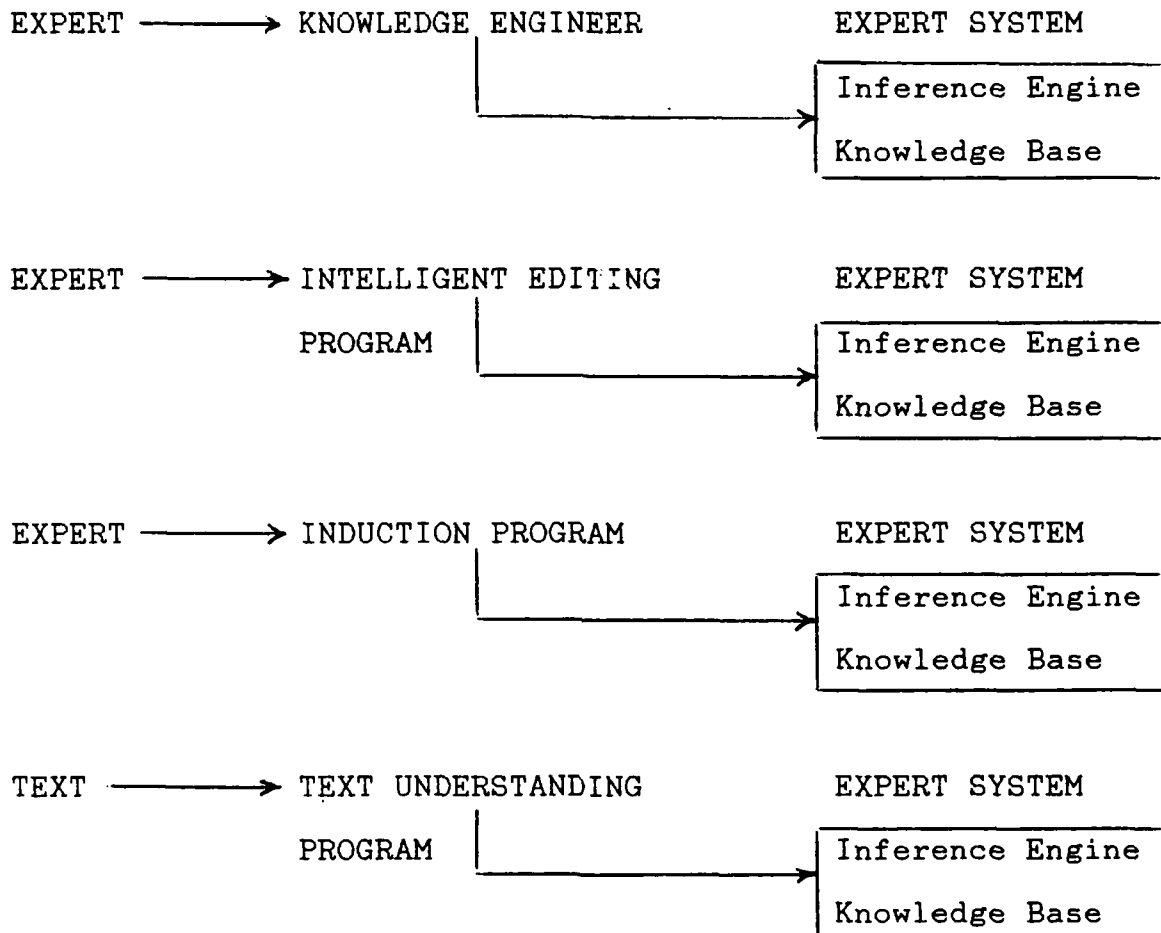 EXPERT KNOWLEDGE ENGINEER EXPERT SYSTEM
Inference Engine
Knowledge Base
EXPERT INTELLIGENT EDITING EXPERT SYSTEM
PROGRAM Inference Engine
Knowledge Base
EXPERT INDUCTION PROGRAM EXPERT SYSTEM
Inference Engine
Knowledge Base
TEXT TEXT UNDERSTANDING EXPERT SYSTEM
PROGRAM Inference Engine
Knowledge Base